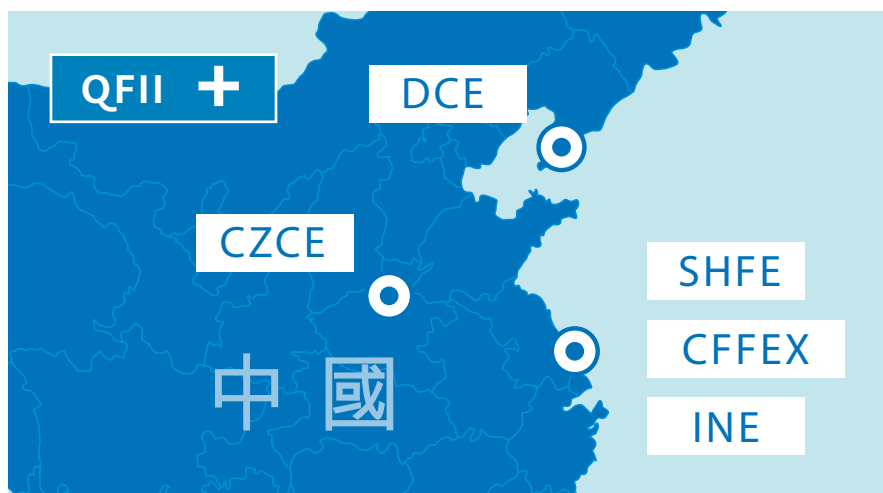 QFII +
DCE
CZCE
SHFE
CFFEX
INE
中國